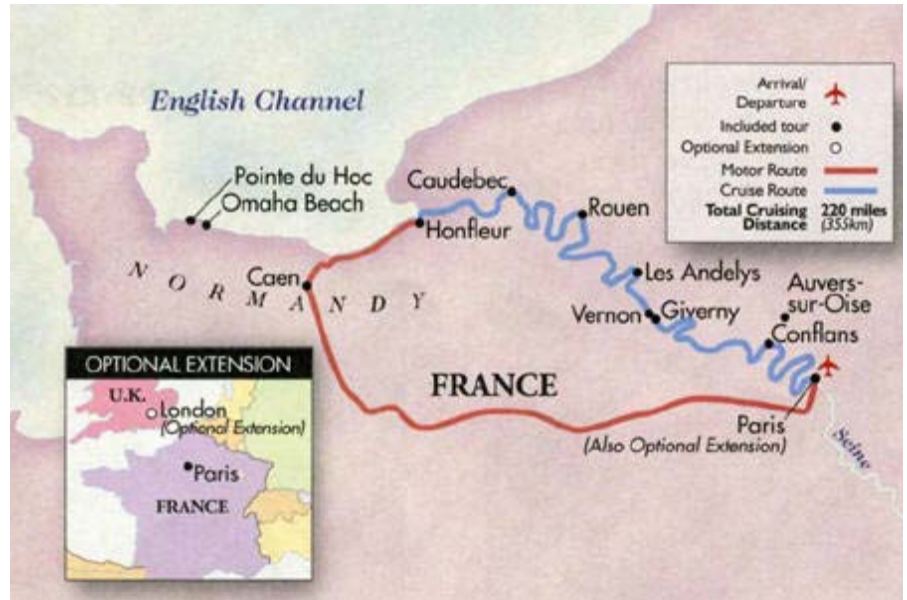 English Channel
Arrival/
Departure
Included tour
Optional Extension
Motor Route
Cruise Route
Total Cruising 220 miles
Distance (355km)
Pointe du Hoc
Omaha Beach
Caudebec
Rouen
Honfleur
Caen
NORMANDY
Les Andelys
Auvers-
sur-Oise
Vernon
Giverny
Conflans
FRANCE
Paris
(Also Optional Extension)
Seine
OPTIONAL EXTENSION
U.K.
London
(Optional Extension)
Paris
FRANCE